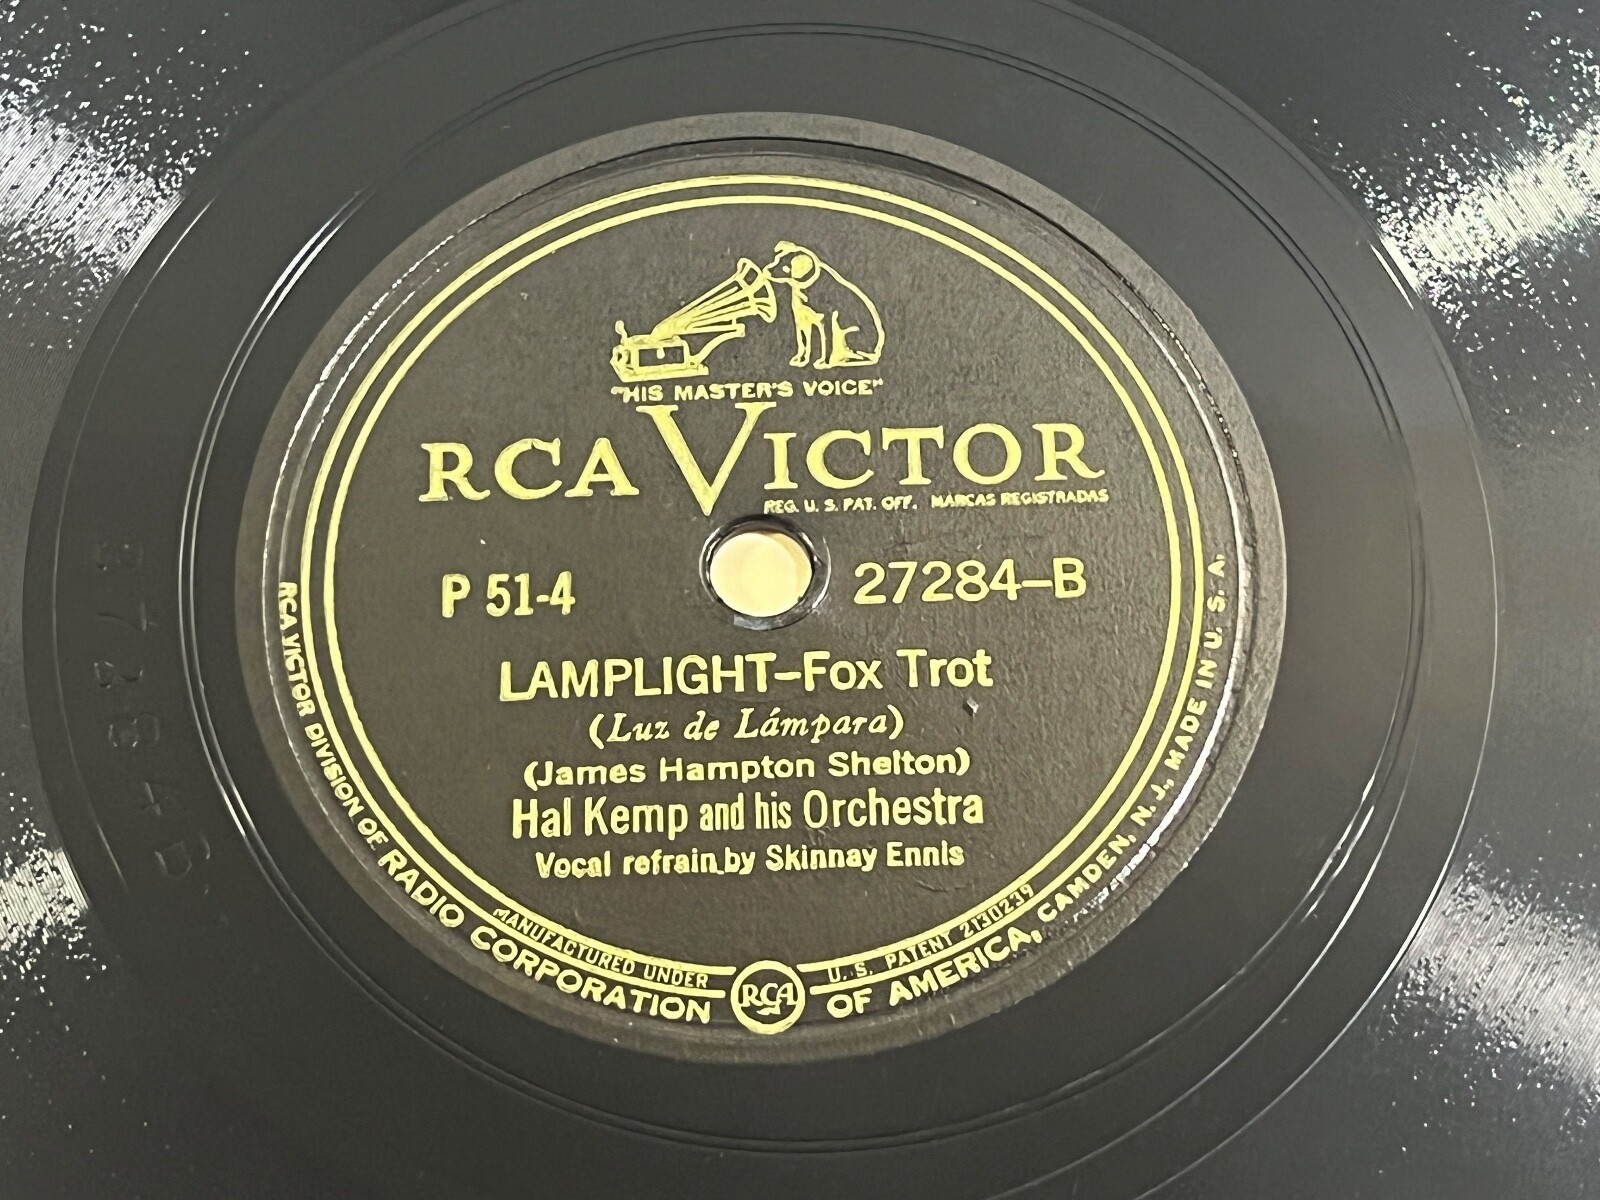 "HIS MASTER'S VOICE"
RCA VICTOR
REG. U. S. PAT. OFF. MARCAS REGISTRADAS
P 51-4
27284-B
LAMPLIGHT-Fox Trot
(Luz de Lámpara)
(James Hampton Shelton)
Hal Kemp and his Orchestra
Vocal refrain by Skinnay Ennis
MANUFACTURED UNDER U. S. PATENT 2130239
RCA VICTOR DIVISION OF RADIO CORPORATION OF AMERICA, CAMDEN, N. J., MADE IN U. S. A.
RCA
27284B